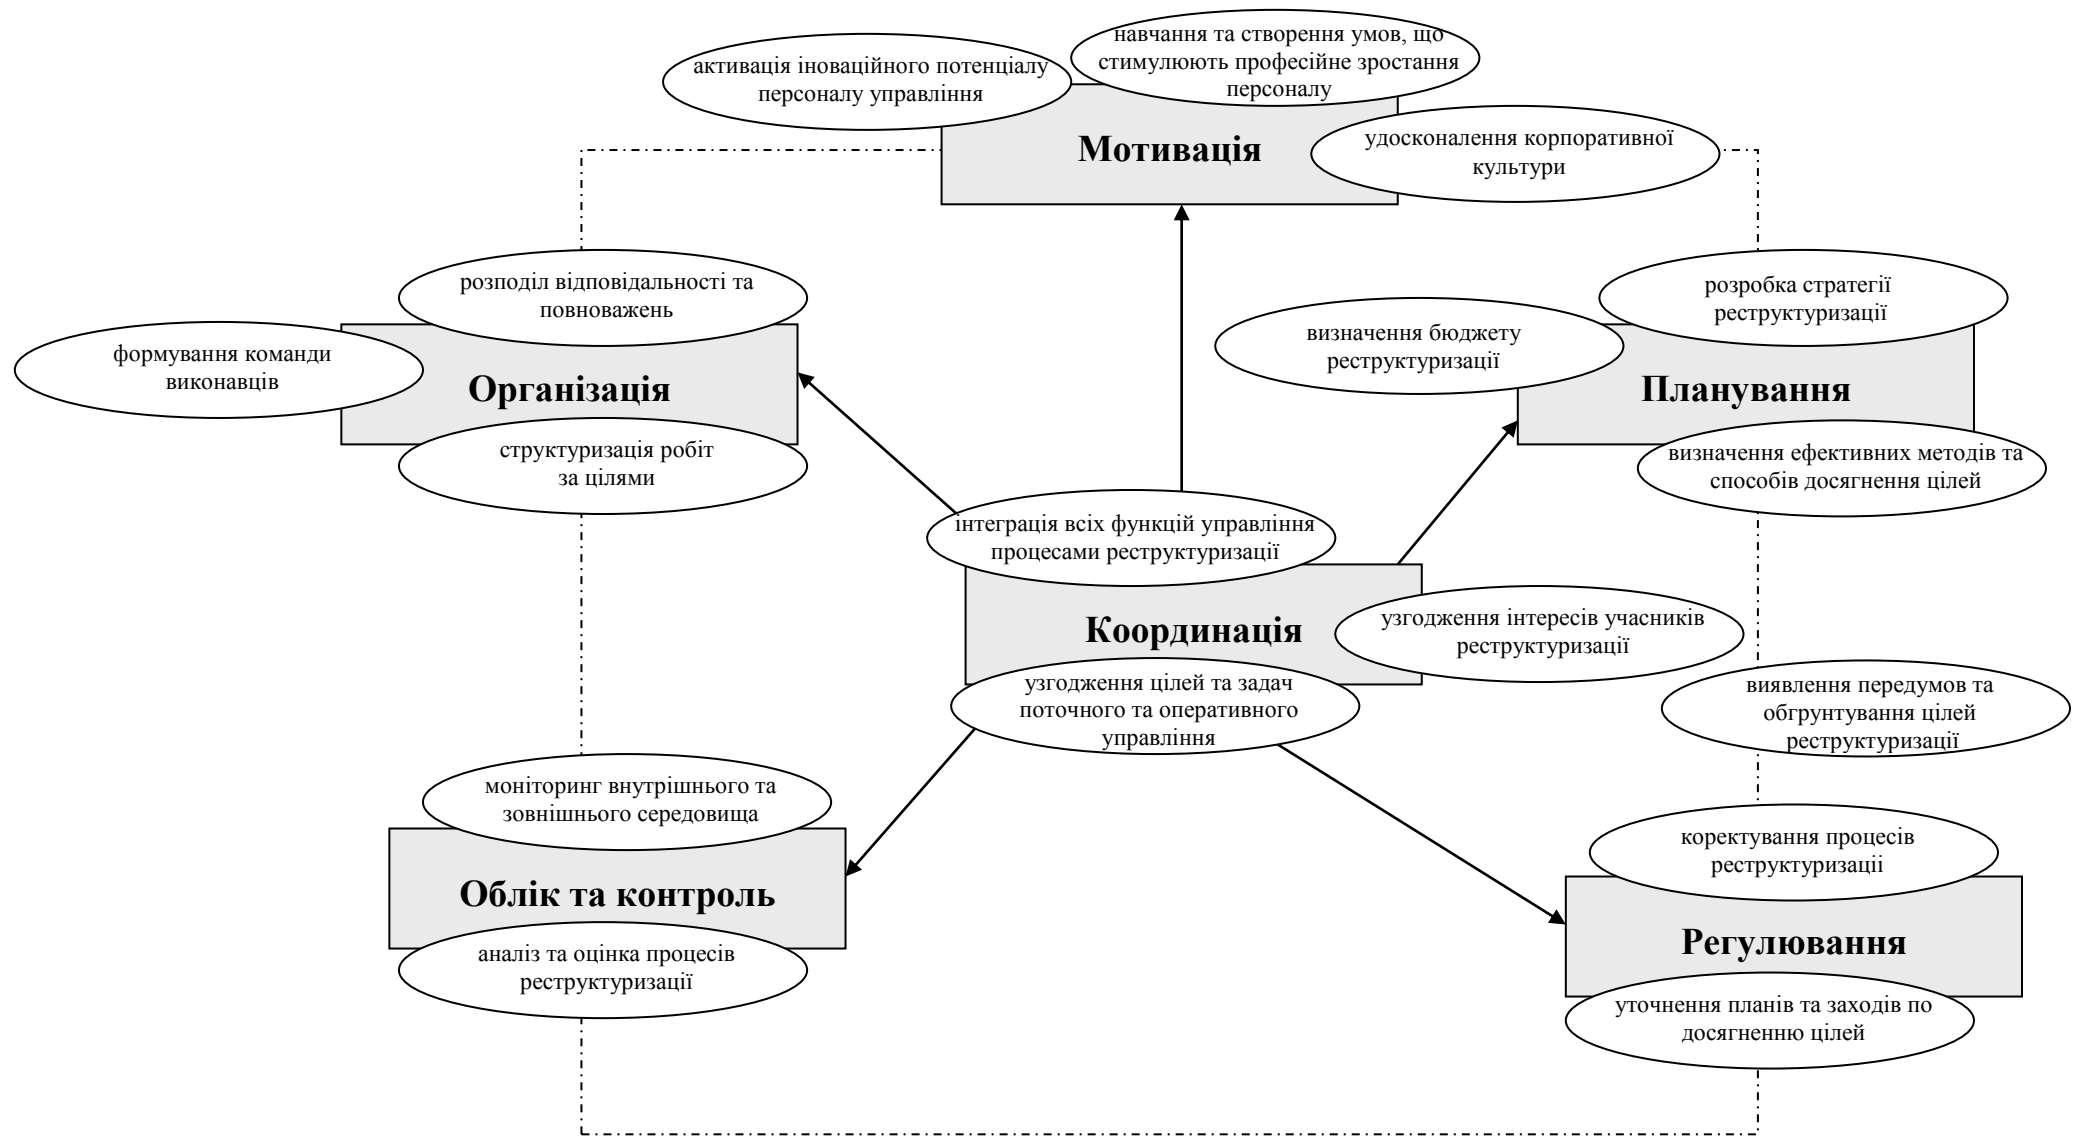 навчання та створення умов, що
стимулюють професійне зростання
персоналу
активація іноваційного потенціалу
персоналу управління
Мотивація
удосконалення корпоративної
культури
розподіл відповідальності та
повноважень
формування команди
виконавців
Організація
структуризація робіт
за цілями
розробка стратегії
реструктуризації
визначення бюджету
реструктуризації
Планування
визначення ефективних методів та
способів досягнення цілей
інтеграція всіх функцій управління
процесами реструктуризації
Координація
узгодження інтересів учасників
реструктуризації
узгодження цілей та задач
поточного та оперативного
управління
виявлення передумов та
обгрунтування цілей
реструктуризації
моніторинг внутрішнього та
зовнішнього середовища
Облік та контроль
аналіз та оцінка процесів
реструктуризації
коректування процесів
реструктуризаіі
Регулювання
уточнення планів та заходів по
досягненню цілей